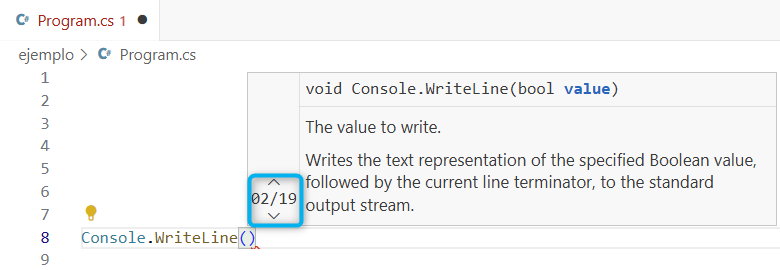 C# Program.cs 1 ●
ejemplo > C# Program.cs
1
2
3
4
5
6
7
8 Console.WriteLine()
9
02/19
void Console.WriteLine(bool value)
The value to write.
Writes the text representation of the specified Boolean value,
followed by the current line terminator, to the standard
output stream.